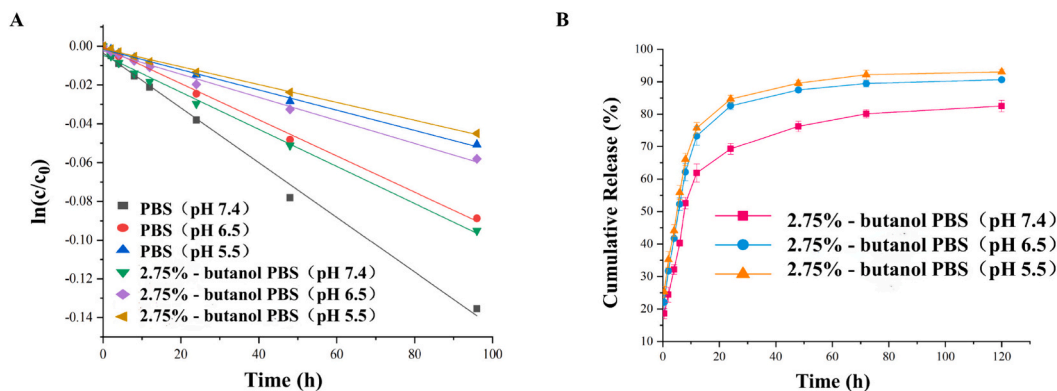 A
0.00
-0.02
-0.04
-0.06
-0.08
-0.10
-0.12
-0.14
ln(c/c0)
PBS（pH 7.4）
PBS（pH 6.5）
PBS（pH 5.5）
2.75% - butanol PBS（pH 7.4）
2.75% - butanol PBS（pH 6.5）
2.75% - butanol PBS（pH 5.5）
0
20
40
60
80
100
Time (h)
B
100
90
80
70
60
50
40
30
20
10
Cumulative Release (%)
2.75% - butanol PBS（pH 7.4）
2.75% - butanol PBS（pH 6.5）
2.75% - butanol PBS（pH 5.5）
0
20
40
60
80
100
120
Time (h)